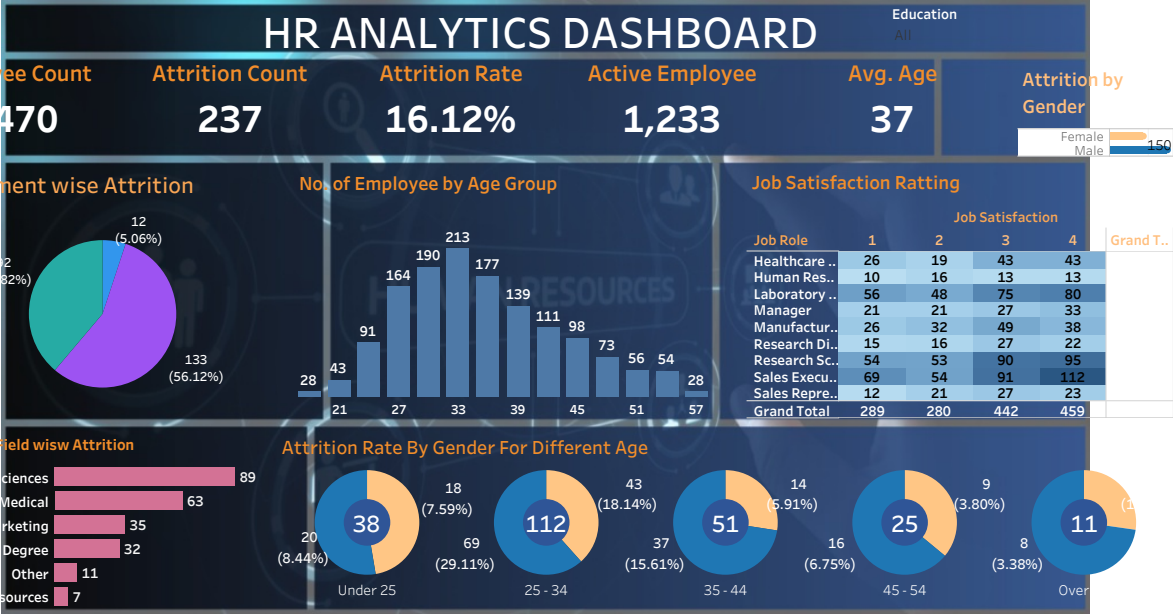 HR ANALYTICS DASHBOARD
Education
All
ee Count
Attrition Count
Attrition Rate
Active Employee
Avg. Age
470
237
16.12%
1,233
37
Attrition by
Gender
Female
Male
150
nent wise Attrition
12
(5.06%)
92
82%)
133
(56.12%)
No. of Employee by Age Group
28
43
91
164
190
213
177
139
111
98
73
56
54
28
21
27
33
39
45
51
57
HUMAN RESOURCES
Job Satisfaction Ratting
Job Satisfaction
Job Role 1 2 3 4 Grand T..
Healthcare .. 26 19 43 43
Human Res.. 10 16 13 13
Laboratory .. 56 48 75 80
Manager 21 21 27 33
Manufactur.. 26 32 49 38
Research Di.. 15 16 27 22
Research Sc.. 54 53 90 95
Sales Execu.. 69 54 91 112
Sales Repre.. 12 21 27 23
Grand Total 289 280 442 459
ield wisw Attrition
ciences 89
Medical 63
rketing 35
Degree 32
Other 11
sources 7
Attrition Rate By Gender For Different Age
38
18
(7.59%)
20
(8.44%)
Under 25
112
43
(18.14%)
69
(29.11%)
25 - 34
51
14
(5.91%)
37
(15.61%)
35 - 44
25
9
(3.80%)
16
(6.75%)
45 - 54
11
(1
8
(3.38%)
Over